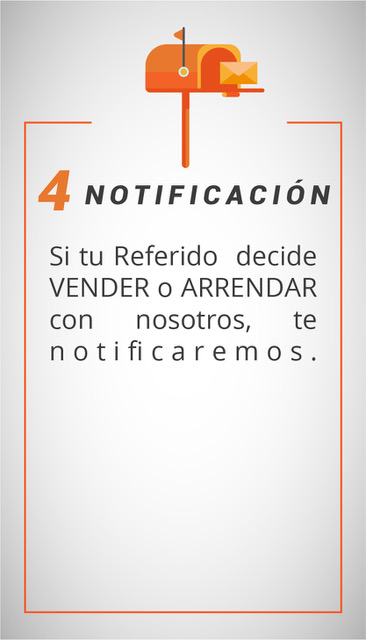 4 NOTIFICACIÓN
Si tu Referido decide
VENDER o ARRENDAR
con nosotros, te
notificaremos.